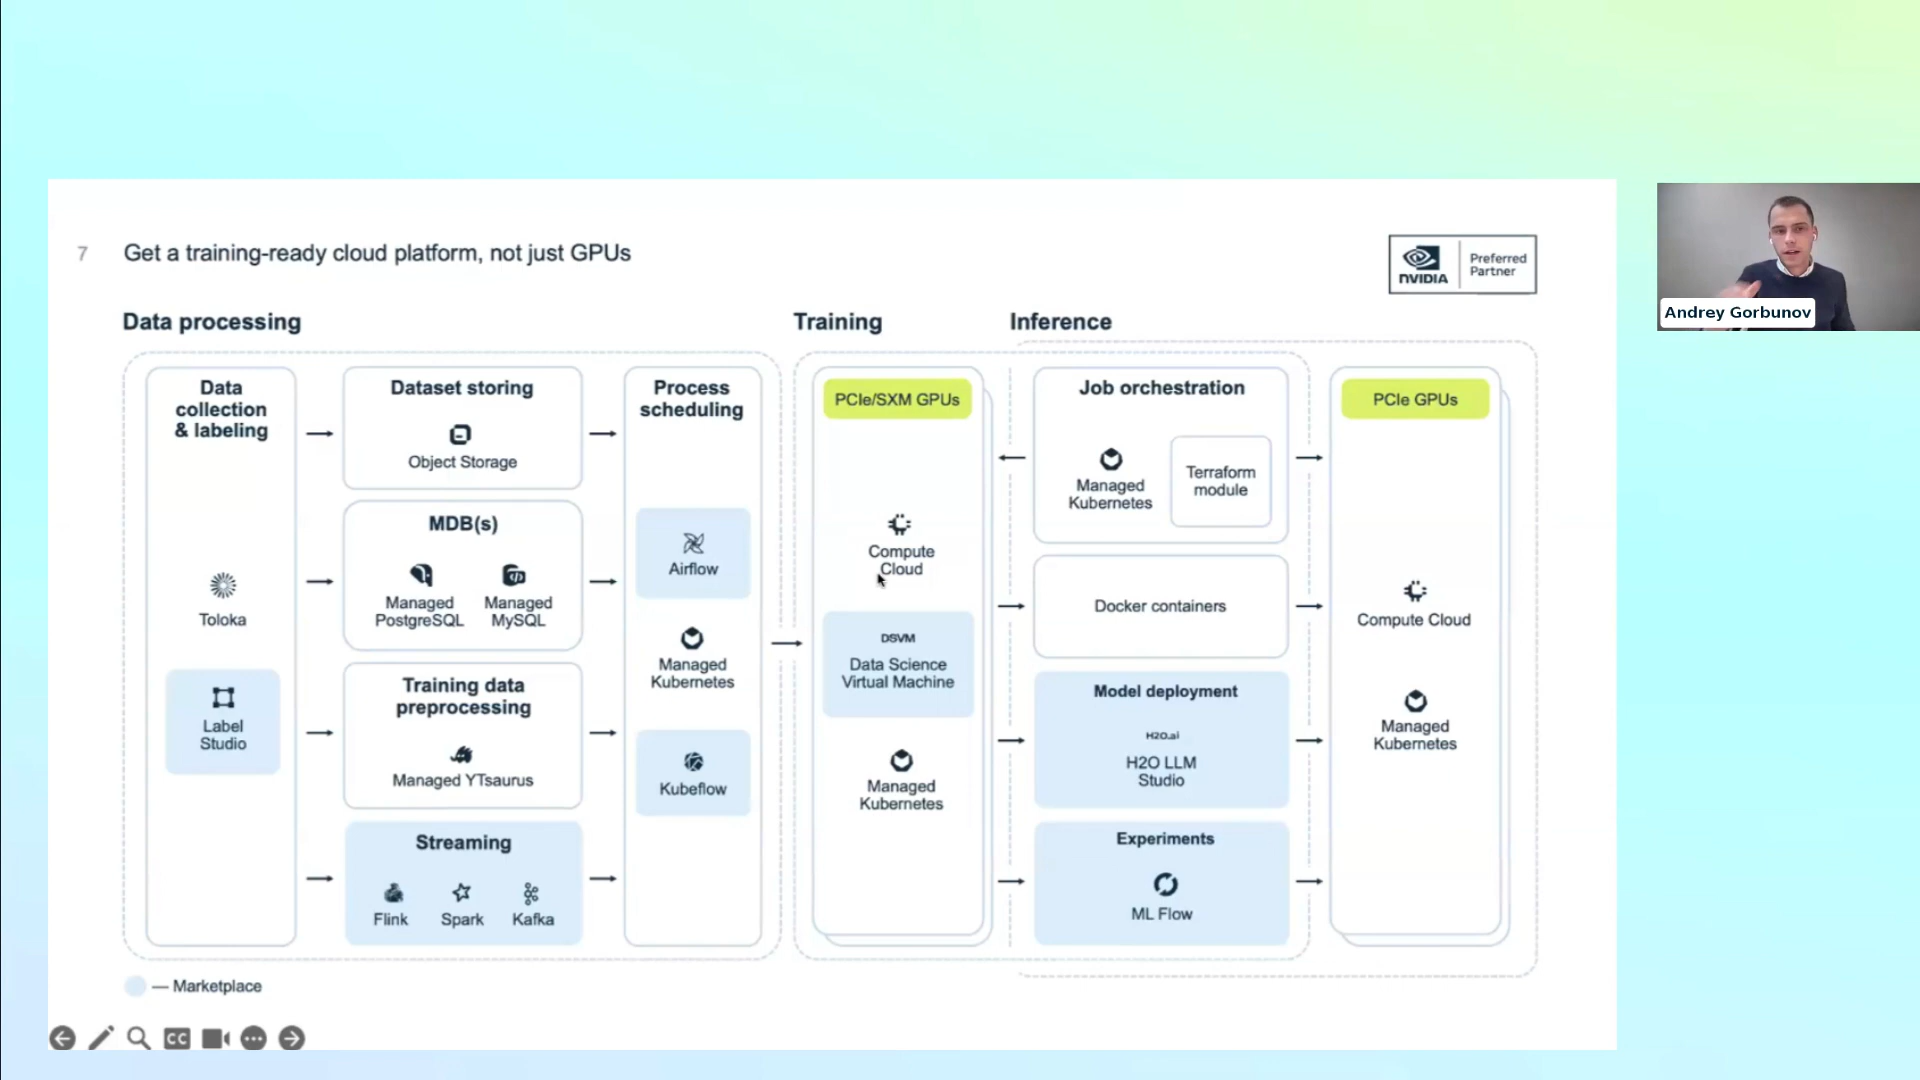 7
Get a training-ready cloud platform, not just GPUs
NVIDIA
Preferred
Partner
Andrey Gorbunov
Data processing
Training
Inference
Data
collection
& labeling
Toloka
Label
Studio
Dataset storing
Object Storage
MDB(s)
Managed
PostgreSQL
Managed
MySQL
Training data
preprocessing
Managed YTsaurus
Streaming
Flink
Spark
Kafka
Process
scheduling
Airflow
Managed
Kubernetes
Kubeflow
PCIe/SXM GPUs
Compute
Cloud
DSVM
Data Science
Virtual Machine
Managed
Kubernetes
Job orchestration
Managed
Kubernetes
Terraform
module
Docker containers
Model deployment
H2O.ai
H2O LLM
Studio
Experiments
ML Flow
PCIe GPUs
Compute Cloud
Managed
Kubernetes
— Marketplace
CC